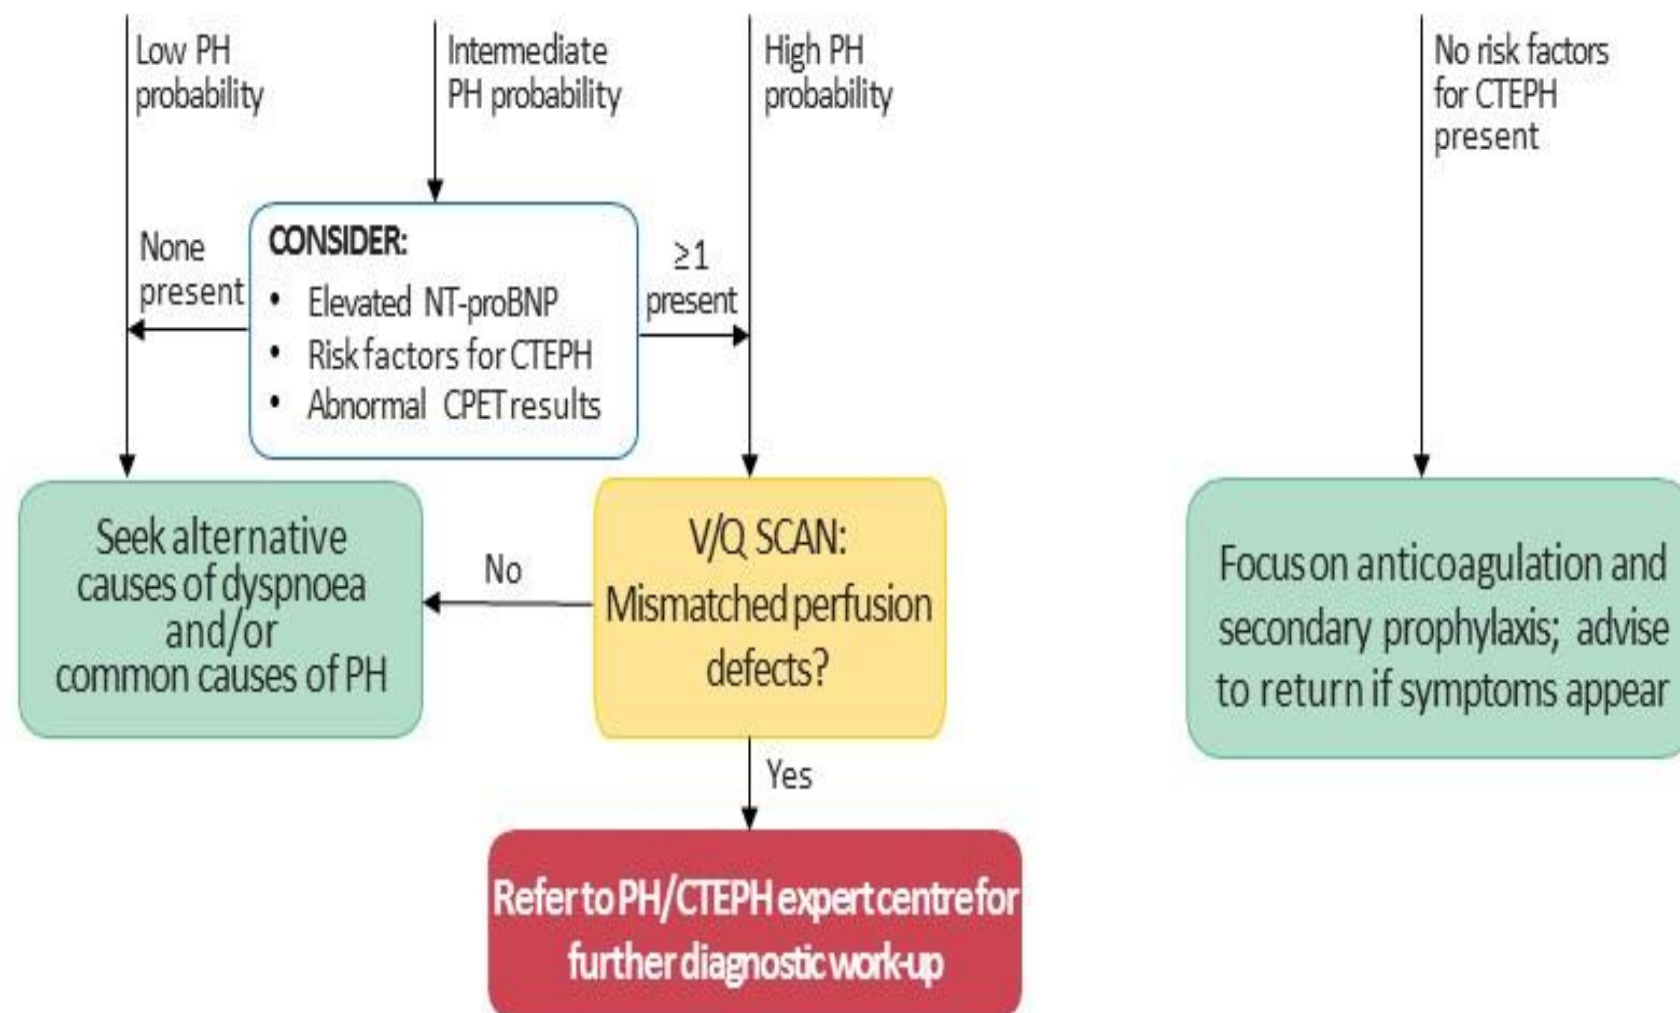 Low PH
probability
Intermediate
PH probability
High PH
probability
No risk factors
for CTEPH
present
None
present
CONSIDER:
• Elevated NT-proBNP
• Risk factors for CTEPH
• Abnormal CPET results
≥1
present
Seek alternative
causes of dyspnoea
and/or
common causes of PH
No
V/Q SCAN:
Mismatched perfusion
defects?
Focus on anticoagulation and
secondary prophylaxis; advise
to return if symptoms appear
Yes
Refer to PH/CTEPH expert centre for
further diagnostic work-up